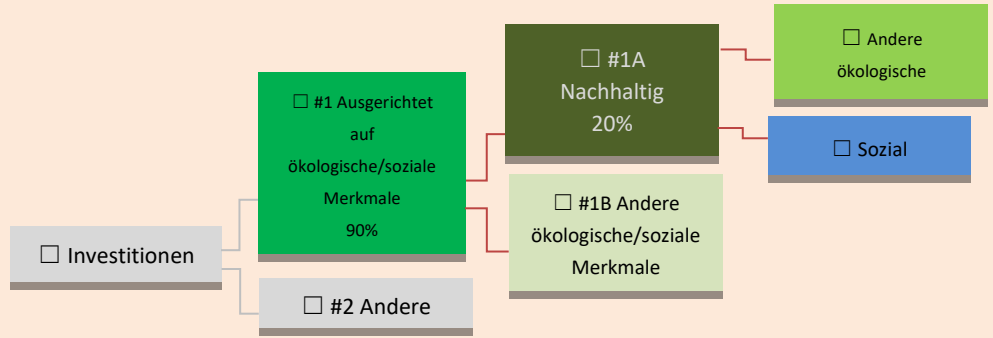 ☐ Investitionen
☐ #1 Ausgerichtet
auf
ökologische/soziale
Merkmale
90%
☐ #2 Andere
☐ #1A
Nachhaltig
20%
☐ #1B Andere
ökologische/soziale
Merkmale
☐ Andere
ökologische
☐ Sozial